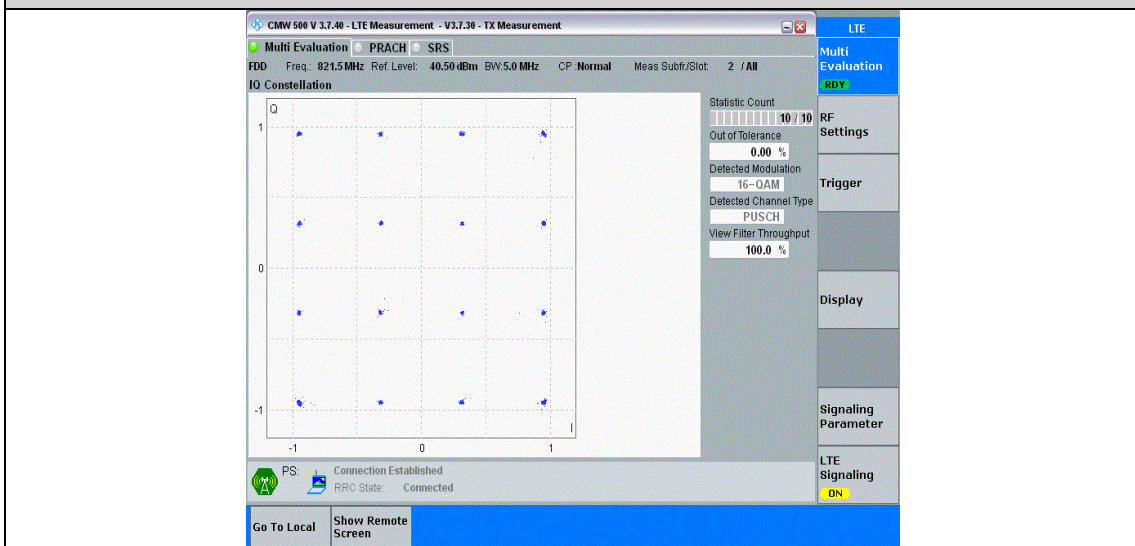 CMW 500 V 3.7.40 - LTE Measurement - V3.7.30 - TX Measurement
LTE
Multi Evaluation PRACH SRS
Multi
Evaluation
RDY
FDD Freq.: 821.5 MHz Ref. Level: 40.50 dBm BW:5.0 MHz CP :Normal Meas Subfr/Slot: 2 / All
IQ Constellation
Q
1
0
-1
I
-1 0 1
Statistic Count
10 / 10
Out of Tolerance
0.00 %
Detected Modulation
16-QAM
Detected Channel Type
PUSCH
View Filter Throughput
100.0 %
RF
Settings
Trigger
Display
Signaling
Parameter
LTE
Signaling
ON
PS: Connection Established
RRC State: Connected
Go To Local
Show Remote
Screen